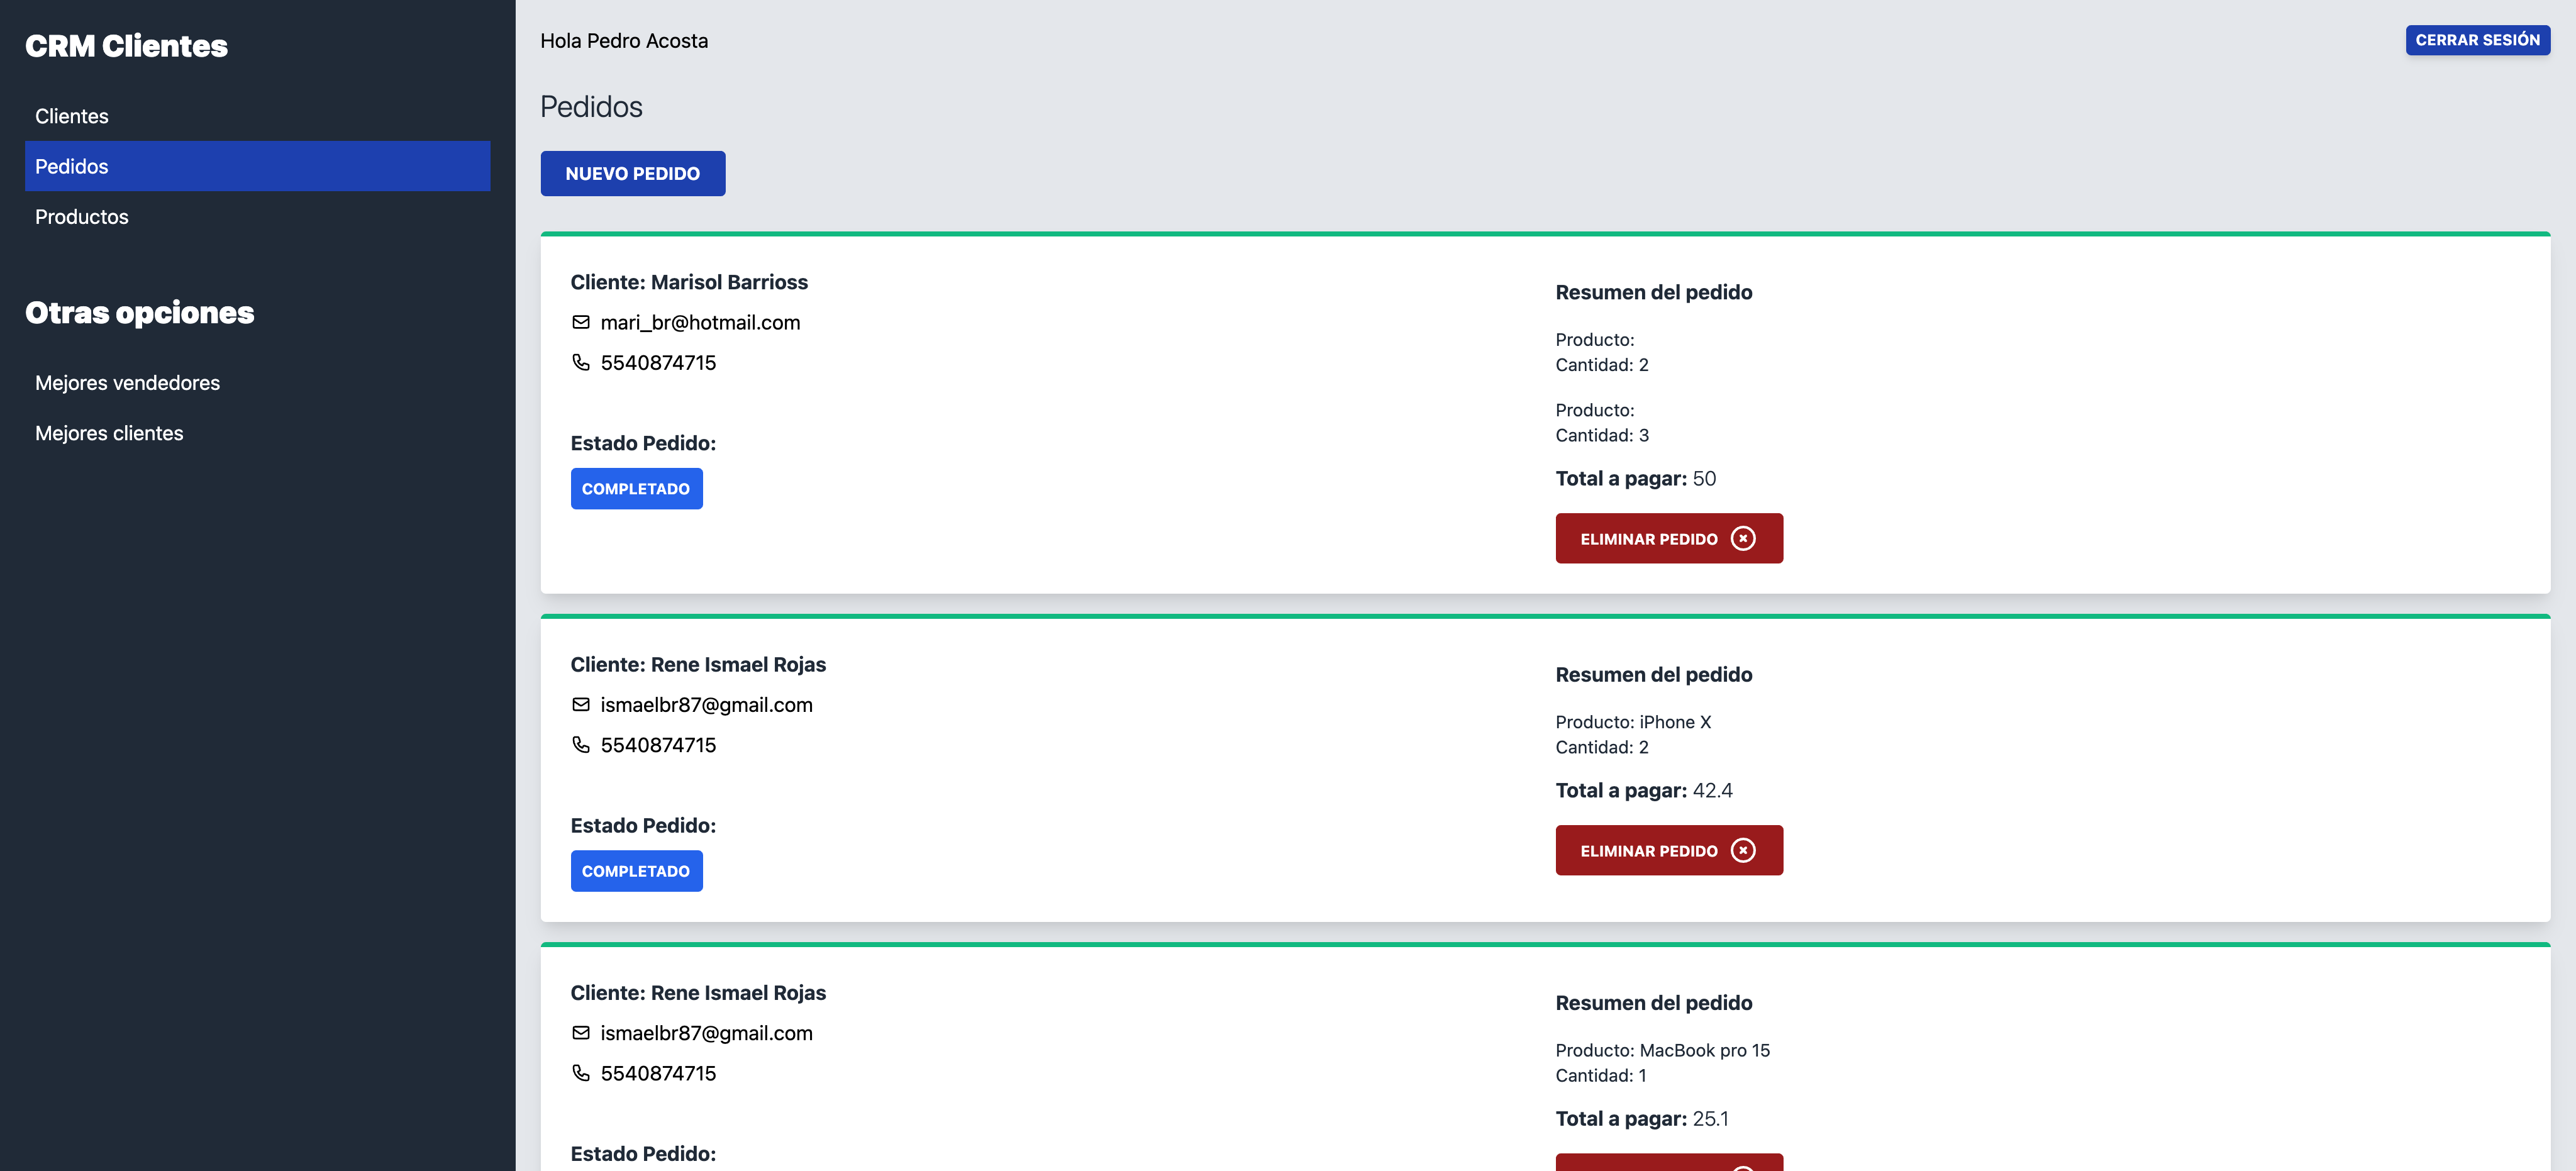 CRM Clientes
Clientes
Pedidos
Productos
Otras opciones
Mejores vendedores
Mejores clientes
Hola Pedro Acosta
CERRAR SESIÓN
Pedidos
NUEVO PEDIDO
Cliente: Marisol Barrioss
mari_br@hotmail.com
5540874715
Estado Pedido:
COMPLETADO
Resumen del pedido
Producto:
Cantidad: 2
Producto:
Cantidad: 3
Total a pagar: 50
ELIMINAR PEDIDO
Cliente: Rene Ismael Rojas
ismaelbr87@gmail.com
5540874715
Estado Pedido:
COMPLETADO
Resumen del pedido
Producto: iPhone X
Cantidad: 2
Total a pagar: 42.4
ELIMINAR PEDIDO
Cliente: Rene Ismael Rojas
ismaelbr87@gmail.com
5540874715
Estado Pedido:
Resumen del pedido
Producto: MacBook pro 15
Cantidad: 1
Total a pagar: 25.1